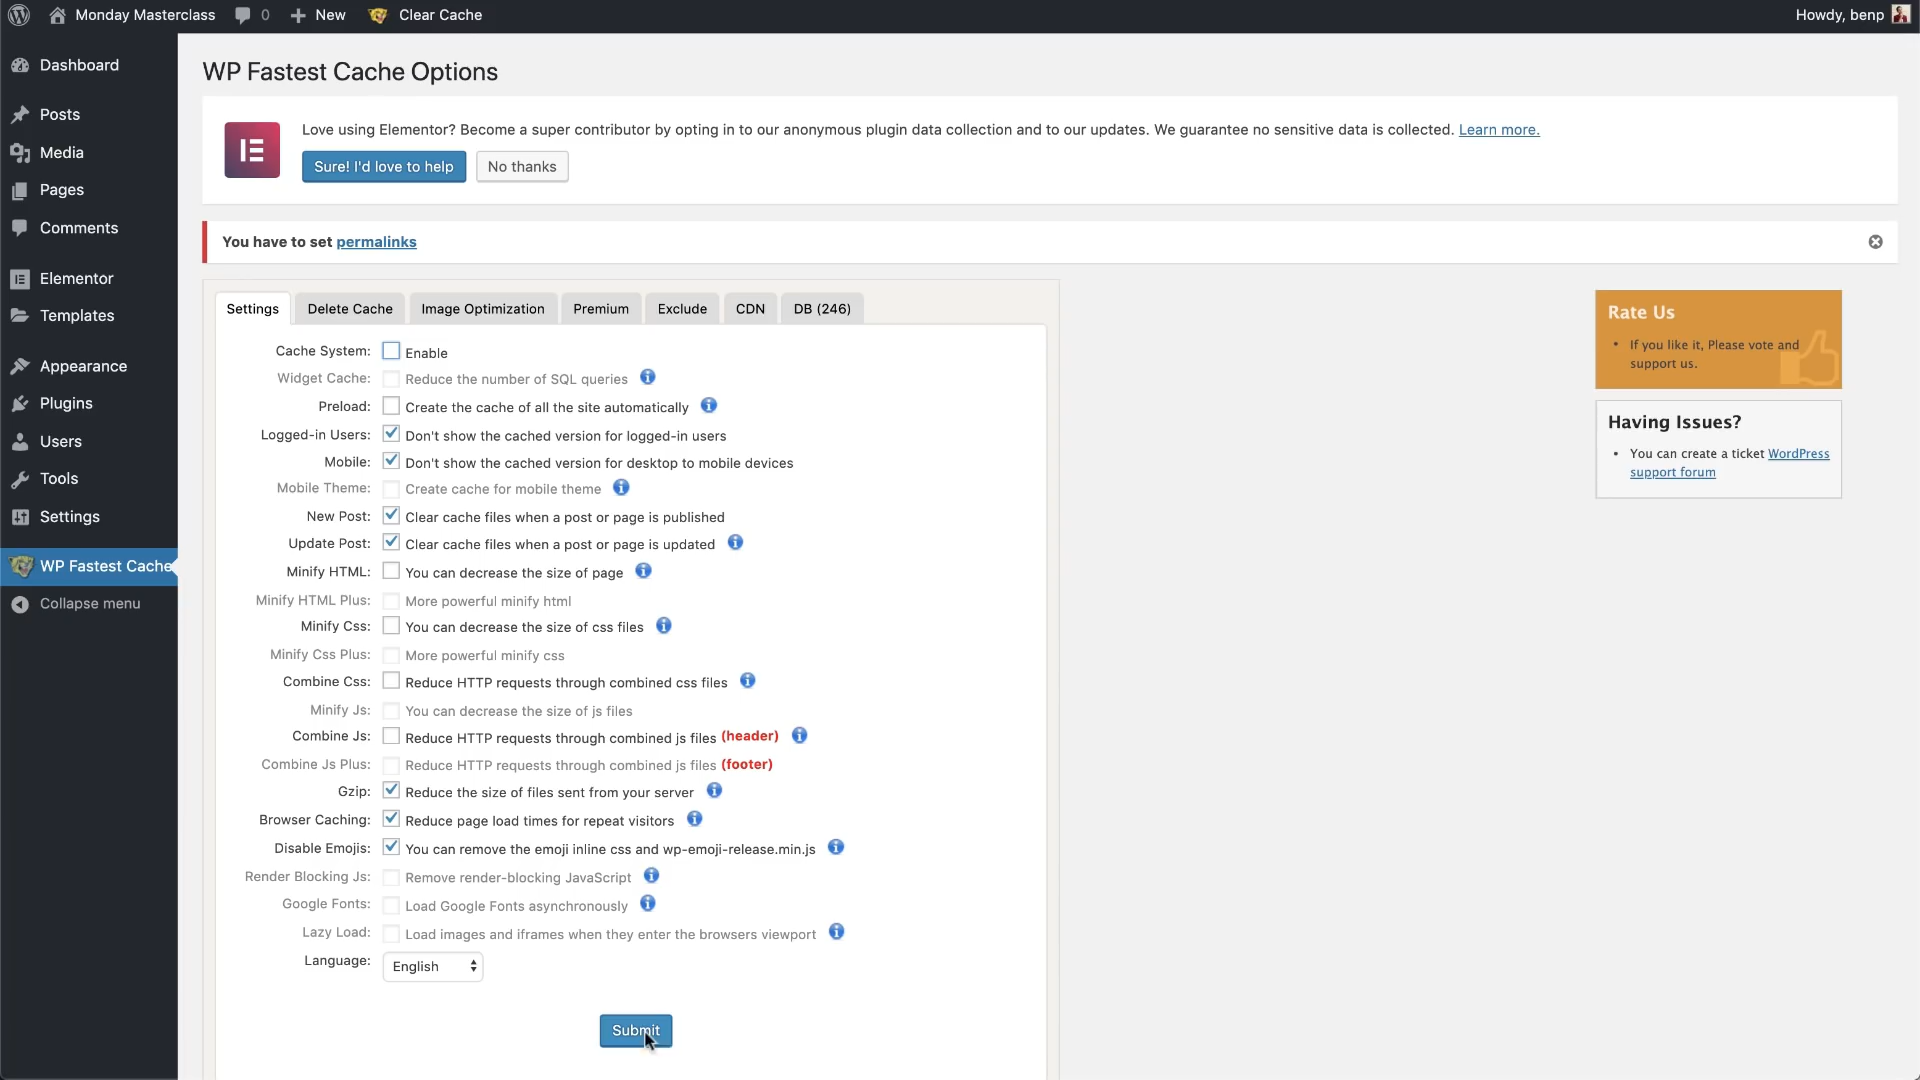 Monday Masterclass 0 New Clear Cache Howdy, benp
Dashboard
Posts
Media
Pages
Comments
Elementor
Templates
Appearance
Plugins
Users
Tools
Settings
WP Fastest Cache
Collapse menu
WP Fastest Cache Options
Love using Elementor? Become a super contributor by opting in to our anonymous plugin data collection and to our updates. We guarantee no sensitive data is collected. Learn more.
Sure! I'd love to help No thanks
You have to set permalinks
Settings Delete Cache Image Optimization Premium Exclude CDN DB (246)
Cache System: Enable
Widget Cache: Reduce the number of SQL queries
Preload: Create the cache of all the site automatically
Logged-in Users: Don't show the cached version for logged-in users
Mobile: Don't show the cached version for desktop to mobile devices
Mobile Theme: Create cache for mobile theme
New Post: Clear cache files when a post or page is published
Update Post: Clear cache files when a post or page is updated
Minify HTML: You can decrease the size of page
Minify HTML Plus: More powerful minify html
Minify Css: You can decrease the size of css files
Minify Css Plus: More powerful minify css
Combine Css: Reduce HTTP requests through combined css files
Minify Js: You can decrease the size of js files
Combine Js: Reduce HTTP requests through combined js files (header)
Combine Js Plus: Reduce HTTP requests through combined js files (footer)
Gzip: Reduce the size of files sent from your server
Browser Caching: Reduce page load times for repeat visitors
Disable Emojis: You can remove the emoji inline css and wp-emoji-release.min.js
Render Blocking Js: Remove render-blocking JavaScript
Google Fonts: Load Google Fonts asynchronously
Lazy Load: Load images and iframes when they enter the browsers viewport
Language: English
Submit
Rate Us
• If you like it, Please vote and
support us.
Having Issues?
• You can create a ticket WordPress
support forum